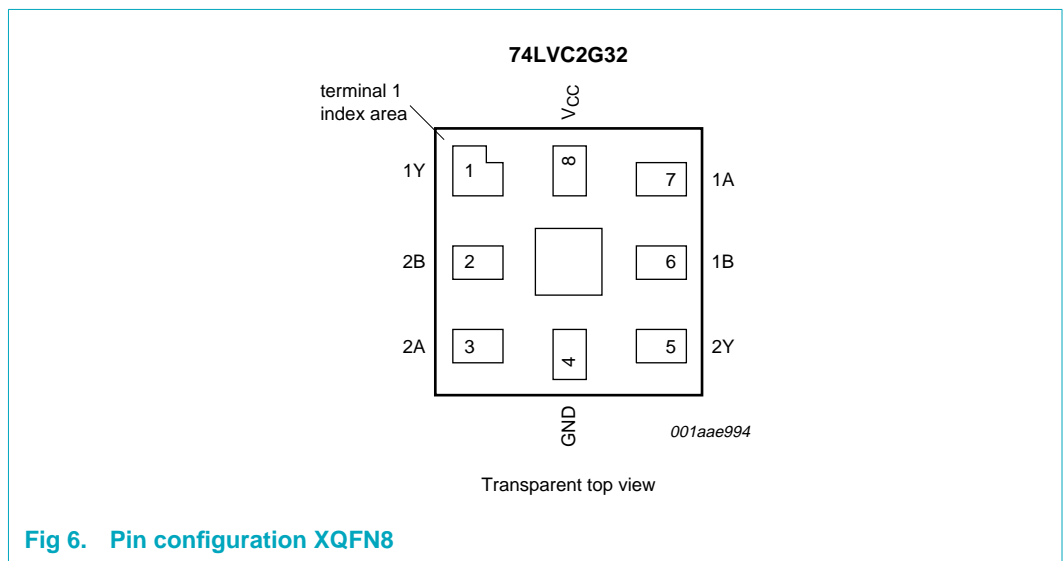 74LVC2G32
terminal 1
index area
VCC
1Y 1 8 7 1A
2B 2 6 1B
2A 3 4 5 2Y
GND
001aae994
Transparent top view
Fig 6. Pin configuration XQFN8